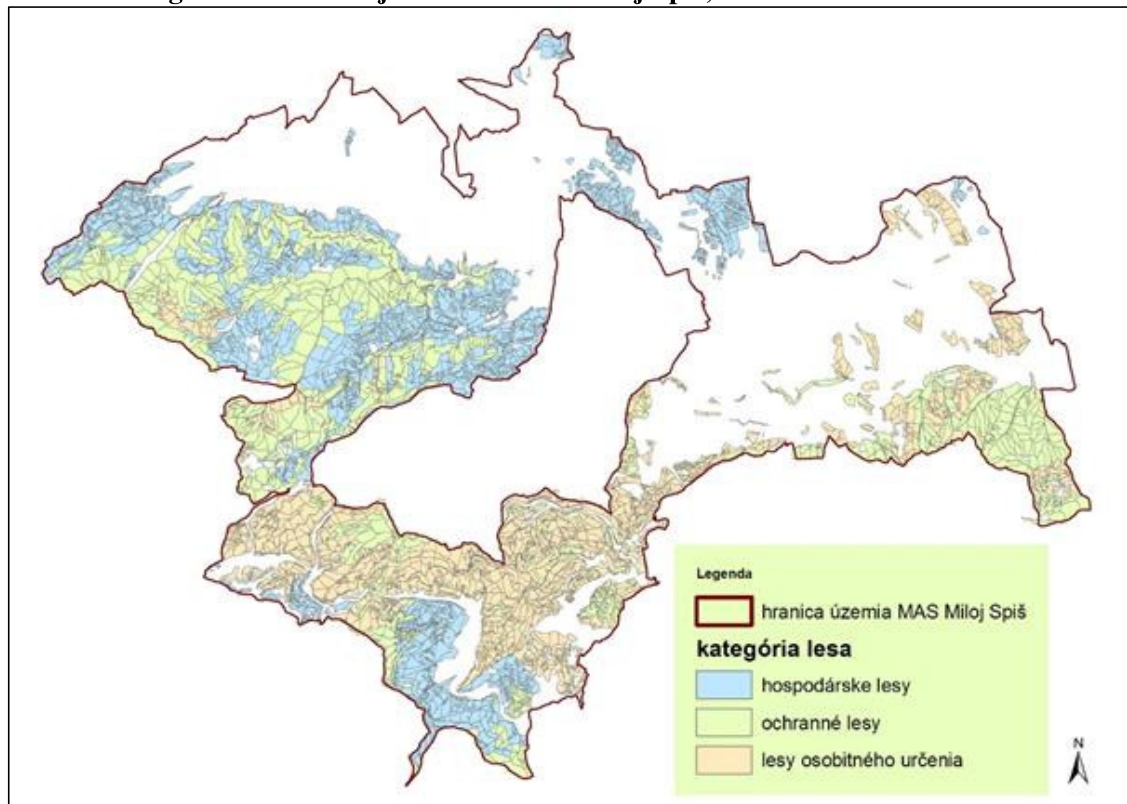 Legenda
hranica územia MAS Miloj Spiš
kategória lesa
hospodárske lesy
ochranné lesy
lesy osobitného určenia
N